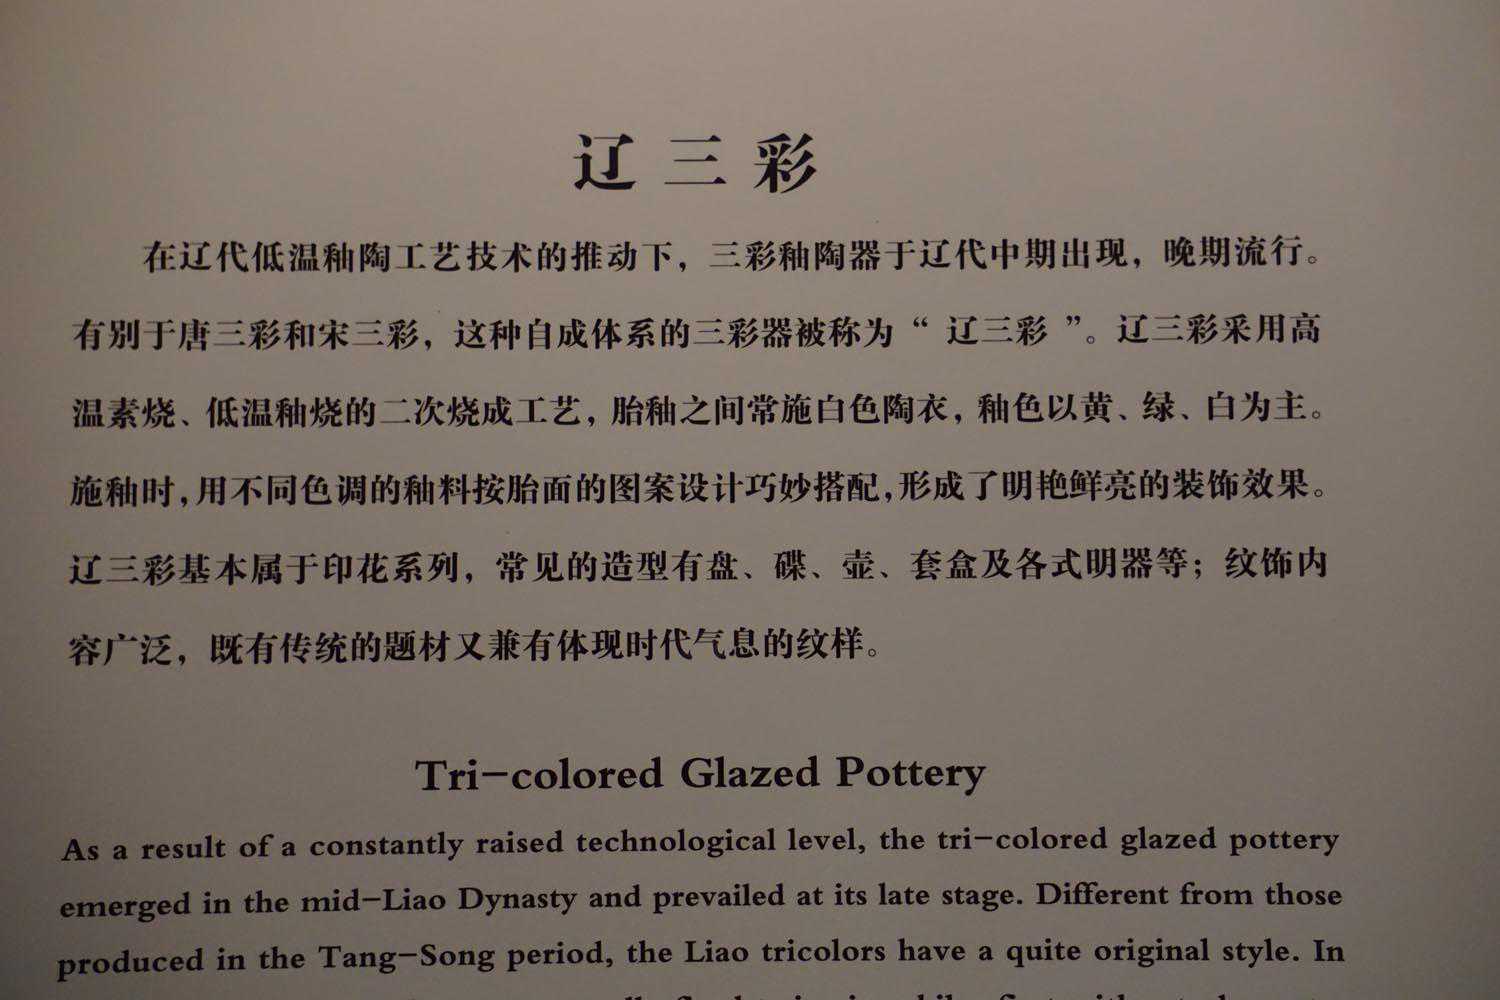 辽三彩
在辽代低温釉陶工艺技术的推动下，三彩釉陶器于辽代中期出现，晚期流行。
有别于唐三彩和宋三彩，这种自成体系的三彩器被称为“辽三彩”。辽三彩采用高
温素烧、低温釉烧的二次烧成工艺，胎釉之间常施白色陶衣，釉色以黄、绿、白为主。
施釉时，用不同色调的釉料按胎面的图案设计巧妙搭配，形成了明艳鲜亮的装饰效果。
辽三彩基本属于印花系列，常见的造型有盘、碟、壶、套盒及各式明器等；纹饰内
容广泛，既有传统的题材又兼有体现时代气息的纹样。
Tri-colored Glazed Pottery
As a result of a constantly raised technological level, the tri-colored glazed pottery
emerged in the mid-Liao Dynasty and prevailed at its late stage. Different from those
produced in the Tang-Song period, the Liao tricolors have a quite original style. In